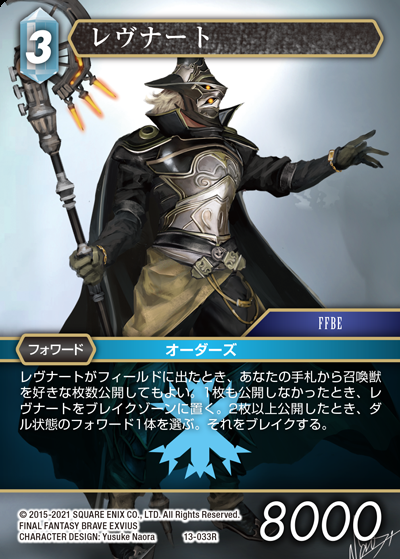 3
レヴナート
FFBE
フォワード
オーダーズ
レヴナートがフィールドに出たとき、あなたの手札から召喚獣
を好きな枚数公開してもよい。1枚も公開しなかったとき、レ
ヴナートをブレイクゾーンに置く。2枚以上公開したとき、ダ
ル状態のフォワード1体を選ぶ。それをブレイクする。
© 2015-2021 SQUARE ENIX CO., LTD. All Rights Reserved.
FINAL FANTASY BRAVE EXVIUS
CHARACTER DESIGN: Yusuke Naora
13-033R
8000